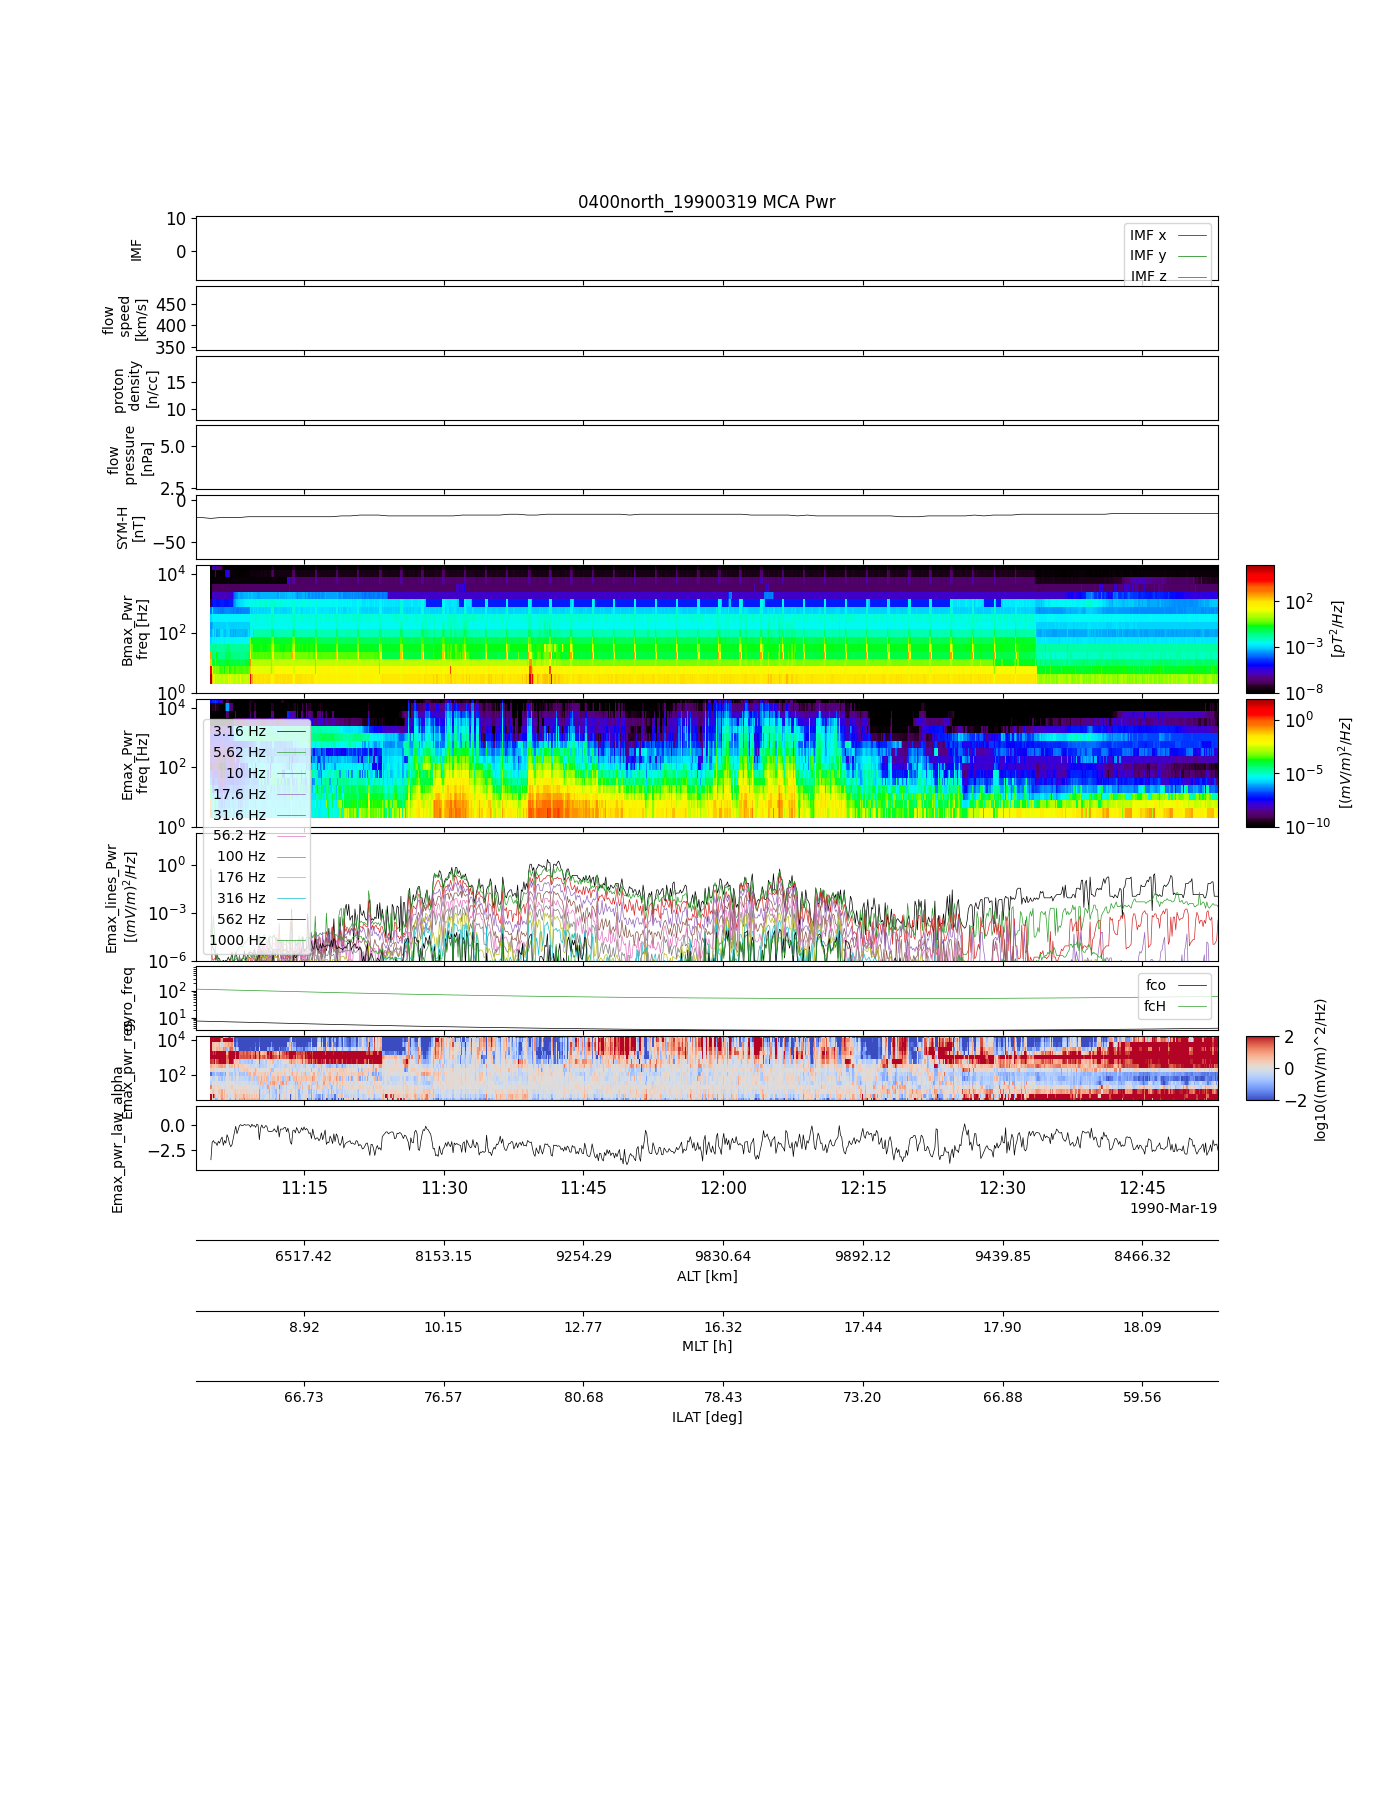 0400north_19900319 MCA Pwr
10
0
IMF
IMF x
IMF y
IMF z
450
400
350
flow
speed
[km/s]
15
10
proton
density
[n/cc]
5.0
2.5
flow
pressure
[nPa]
0
−50
SYM-H
[nT]
10^4
10^2
10^0
Bmax_Pwr
freq [Hz]
10^2
10^−3
10^−8
[pT^2/Hz]
10^4
10^2
10^0
Emax_Pwr
freq [Hz]
10^0
10^−5
10^−10
[(mV/m)^2/Hz]
3.16 Hz
5.62 Hz
10 Hz
17.6 Hz
31.6 Hz
56.2 Hz
100 Hz
176 Hz
316 Hz
562 Hz
1000 Hz
10^0
10^−3
10^−6
Emax_lines_Pwr
[(mV/m)^2/Hz]
10^2
10^1
gyro_freq
fco
fcH
10^4
10^2
Emax_pwr_reg
2
0
−2
log10((mV/m)^2/Hz)
0.0
−2.5
Emax_pwr_law_alpha
11:15 11:30 11:45 12:00 12:15 12:30 12:45
1990-Mar-19
6517.42 8153.15 9254.29 9830.64 9892.12 9439.85 8466.32
ALT [km]
8.92 10.15 12.77 16.32 17.44 17.90 18.09
MLT [h]
66.73 76.57 80.68 78.43 73.20 66.88 59.56
ILAT [deg]